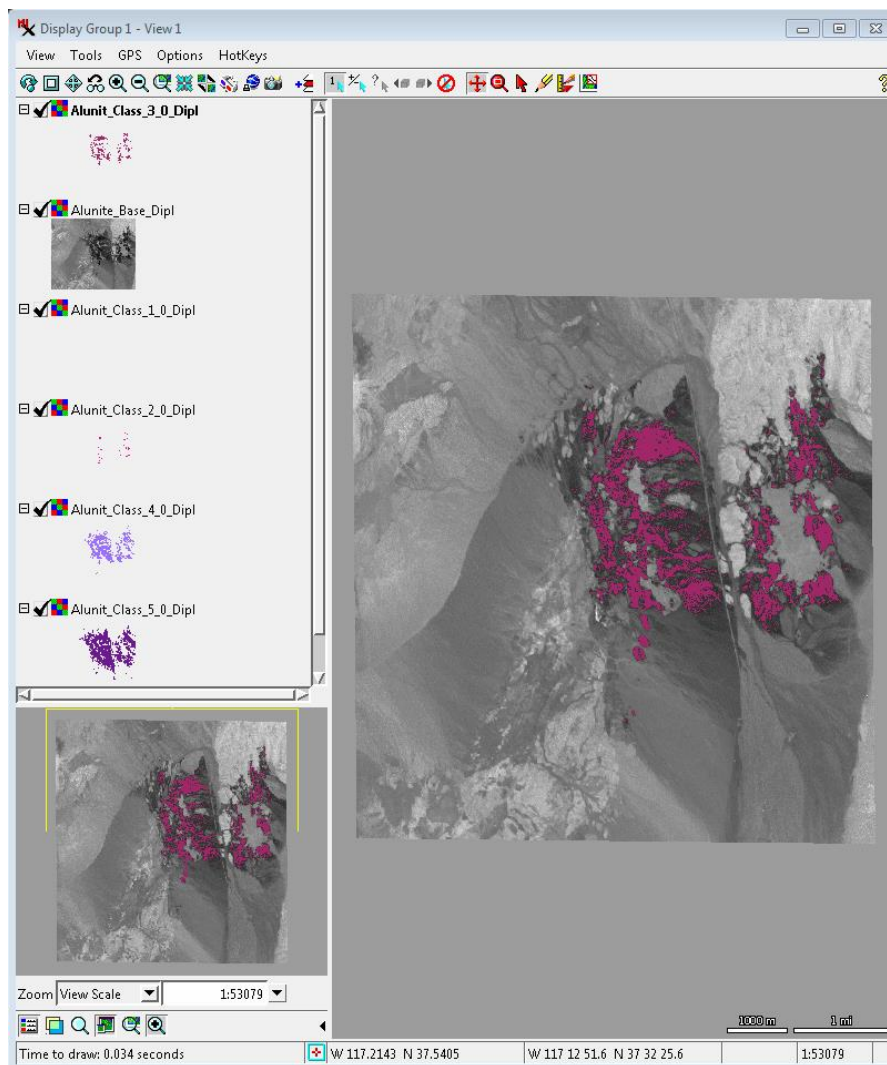 Display Group 1 - View 1
View Tools GPS Options HotKeys
Alunit_Class_3_0_Dipl
Alunite_Base_Dipl
Alunit_Class_1_0_Dipl
Alunit_Class_2_0_Dipl
Alunit_Class_4_0_Dipl
Alunit_Class_5_0_Dipl
Zoom View Scale 1:53079
1000 m 1 mi
Time to draw: 0.034 seconds W 117.2143 N 37.5405 W 117 12 51.6 N 37 32 25.6 1:53079